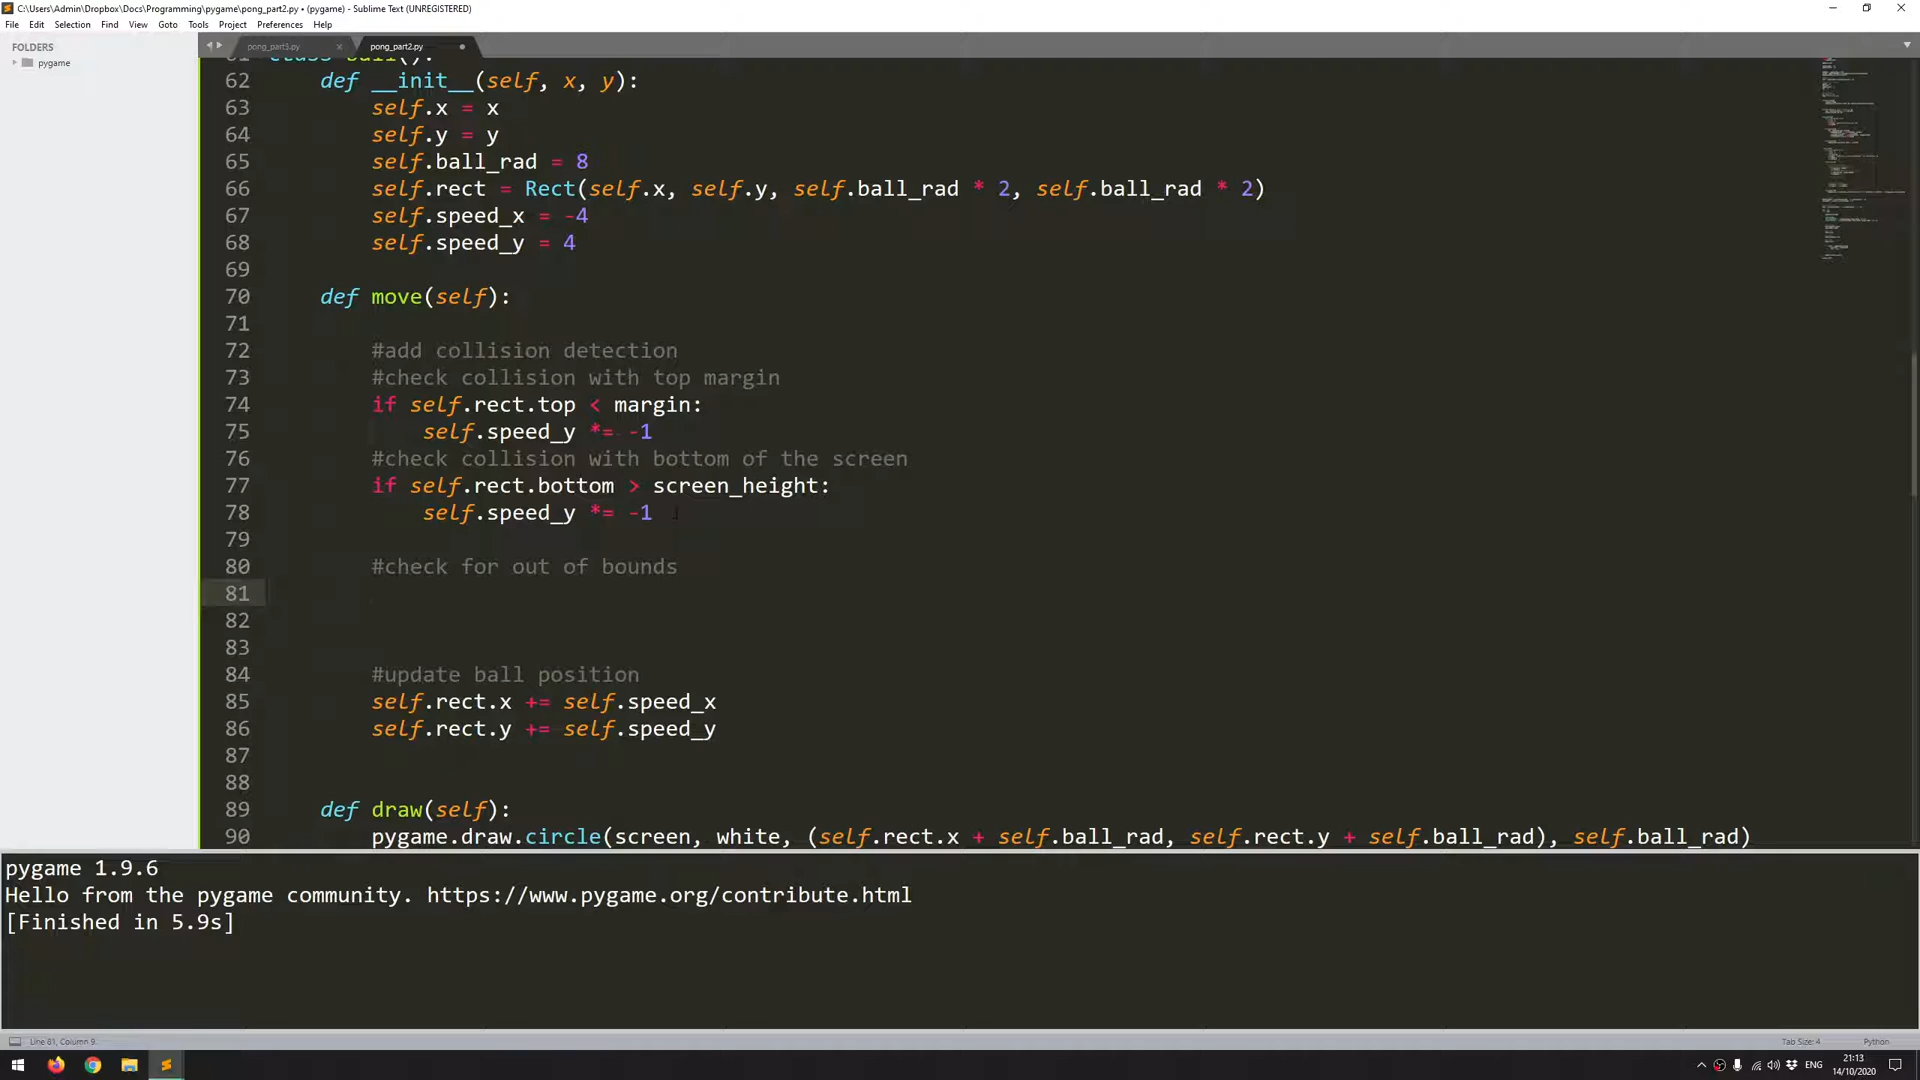 C:\Users\Admin\Dropbox\Docs\Programming\pygame\pong_part2.py • (pygame) - Sublime Text (UNREGISTERED)
File Edit Selection Find View Goto Tools Project Preferences Help
FOLDERS
pygame
pong_part3.py
pong_part2.py
61 class ball():
62 def __init__(self, x, y):
63 self.x = x
64 self.y = y
65 self.ball_rad = 8
66 self.rect = Rect(self.x, self.y, self.ball_rad * 2, self.ball_rad * 2)
67 self.speed_x = -4
68 self.speed_y = 4
69
70 def move(self):
71
72 #add collision detection
73 #check collision with top margin
74 if self.rect.top < margin:
75 self.speed_y *= -1
76 #check collision with bottom of the screen
77 if self.rect.bottom > screen_height:
78 self.speed_y *= -1
79
80 #check for out of bounds
81
82
83
84 #update ball position
85 self.rect.x += self.speed_x
86 self.rect.y += self.speed_y
87
88
89 def draw(self):
90 pygame.draw.circle(screen, white, (self.rect.x + self.ball_rad, self.rect.y + self.ball_rad), self.ball_rad)
pygame 1.9.6
Hello from the pygame community. https://www.pygame.org/contribute.html
[Finished in 5.9s]
Line 81, Column 9
Tab Size: 4
Python
ENG
21:13
14/10/2020